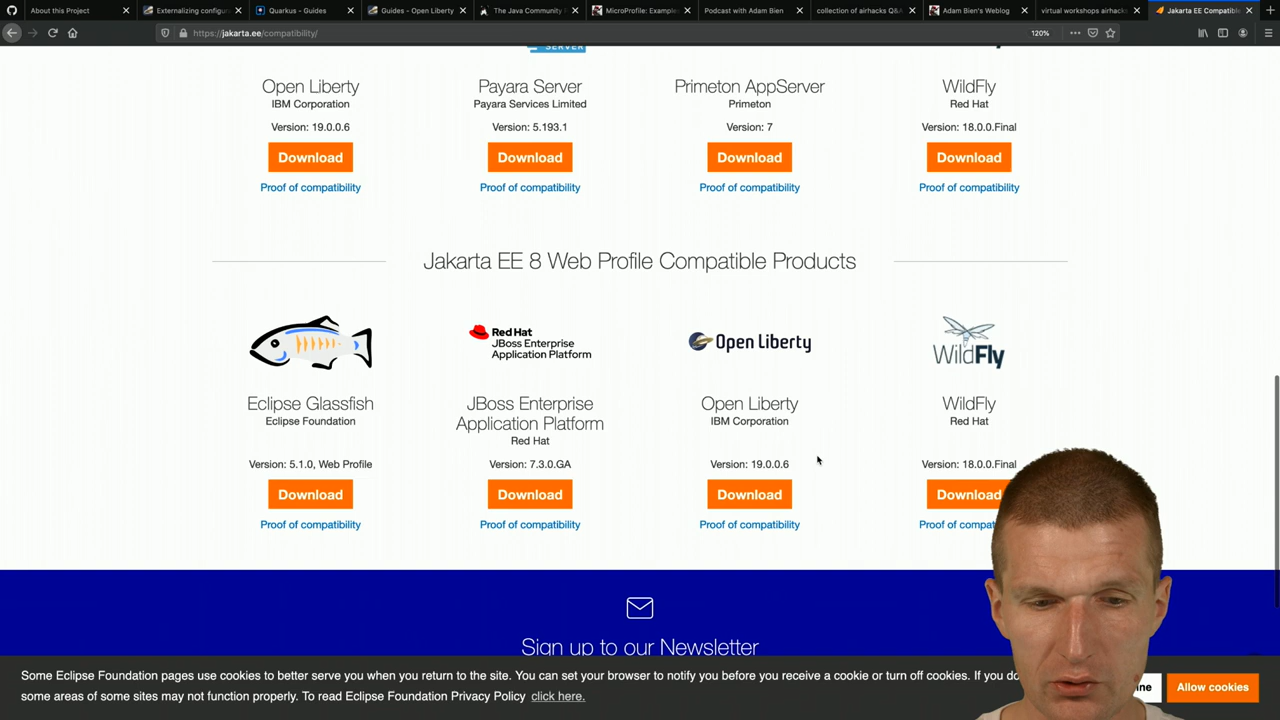 About this Project
Externalizing configur
Quarkus - Guides
Guides - Open Liberty
The Java Community
MicroProfile: Example
Podcast with Adam Bien
collection of airhacks Q&A
Adam Bien's Weblog
virtual workshops airhacks
Jakarta EE Compatible
https://jakarta.ee/compatibility/
120%
SERVER
Open Liberty
Payara Server
Primeton AppServer
WildFly
IBM Corporation
Payara Services Limited
Primeton
Red Hat
Version: 19.0.0.6
Version: 5.193.1
Version: 7
Version: 18.0.0.Final
Download
Download
Download
Download
Proof of compatibility
Proof of compatibility
Proof of compatibility
Proof of compatibility
Jakarta EE 8 Web Profile Compatible Products
Red Hat
JBoss Enterprise
Application Platform
Open Liberty
WildFly
Eclipse Glassfish
JBoss Enterprise
Application Platform
Open Liberty
WildFly
Eclipse Foundation
Red Hat
IBM Corporation
Red Hat
Version: 5.1.0, Web Profile
Version: 7.3.0.GA
Version: 19.0.0.6
Version: 18.0.0.Final
Download
Download
Download
Download
Proof of compatibility
Proof of compatibility
Proof of compatibility
Proof of compat
Sign up to our Newsletter
Some Eclipse Foundation pages use cookies to better serve you when you return to the site. You can set your browser to notify you before you receive a cookie or turn off cookies. If you do
some areas of some sites may not function properly. To read Eclipse Foundation Privacy Policy click here.
ne
Allow cookies